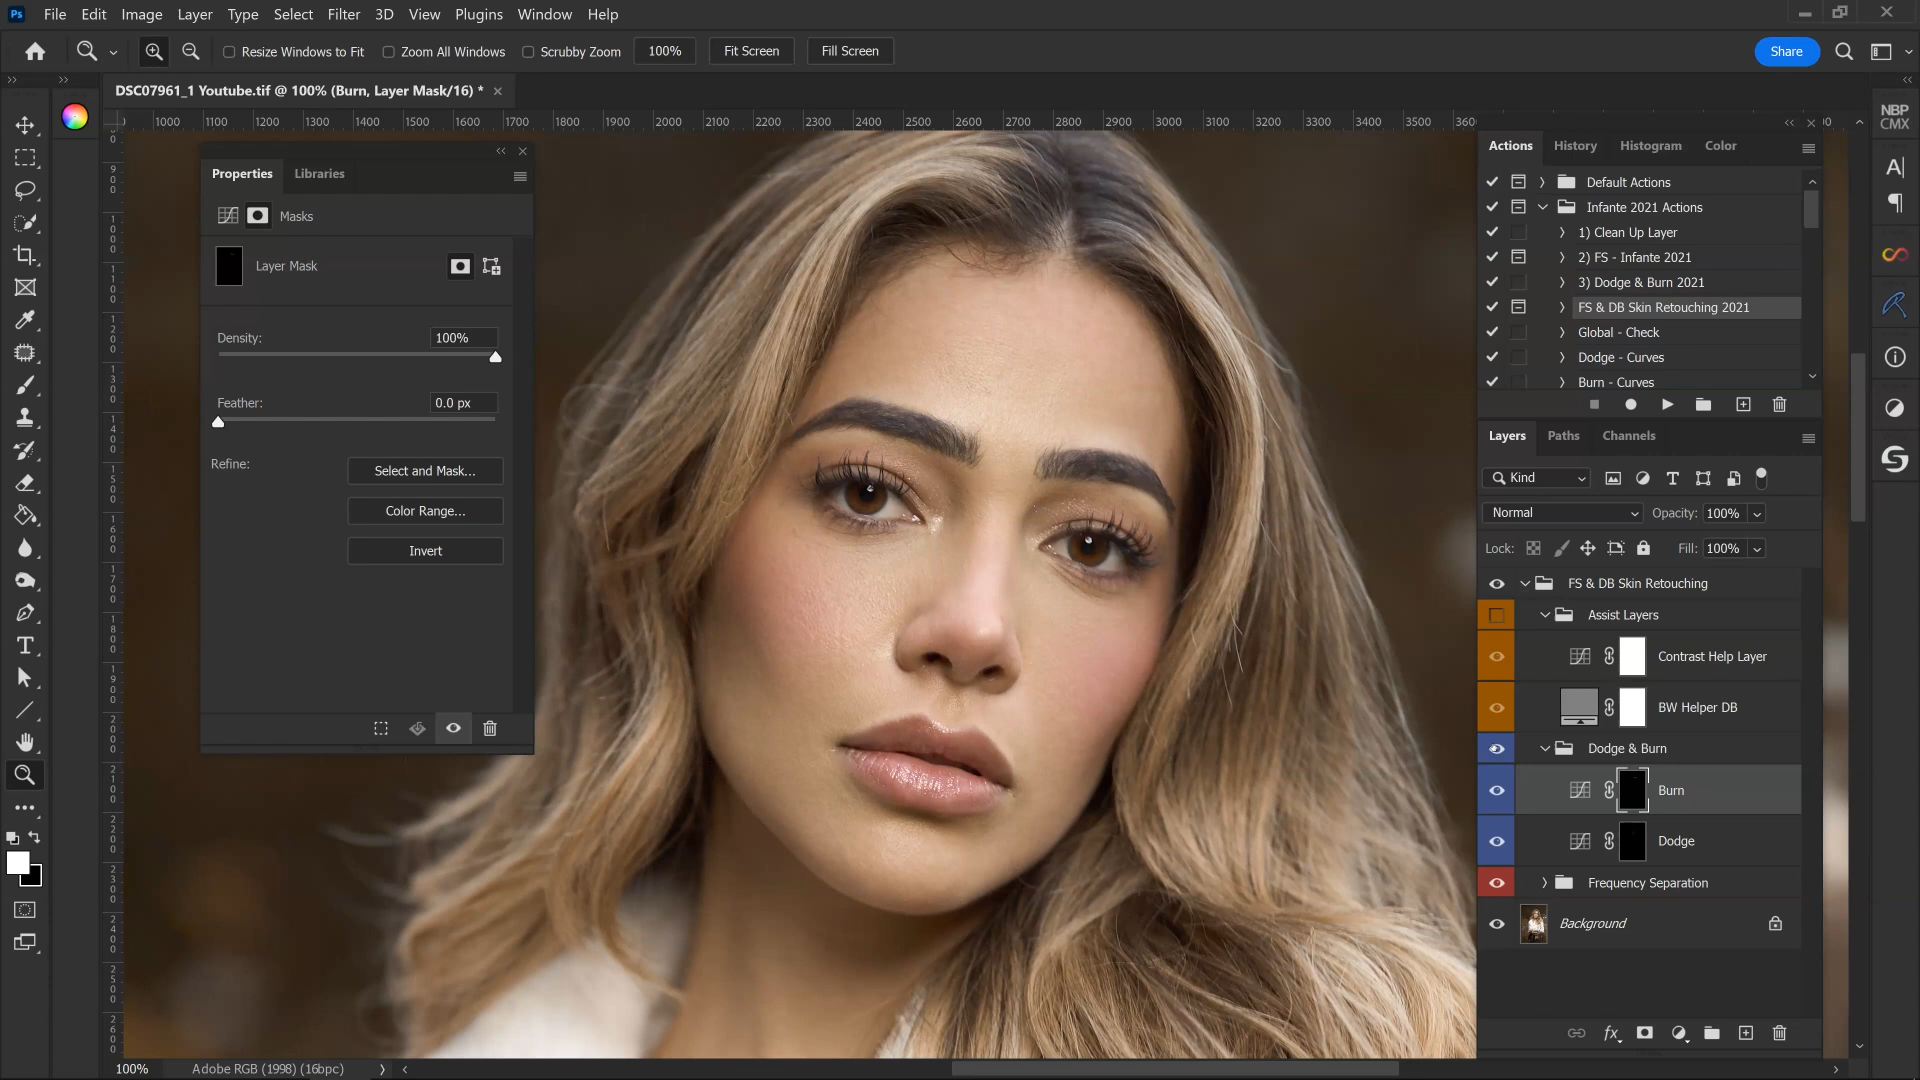 Ps File Edit Image Layer Type Select Filter 3D View Plugins Window Help
Resize Windows to Fit Zoom All Windows Scrubby Zoom 100% Fit Screen Fill Screen Share
DSC07961_1 Youtube.tif @ 100% (Burn, Layer Mask/16) * ×
1000 1100 1200 1300 1400 1500 1600 1700 1800 1900 2000 2100 2200 2300 2400 2500 2600 2700 2800 2900 3000 3100 3200 3300 3400 3500
NBP
CMX
Properties Libraries
Masks
Layer Mask
Density: 100%
Feather: 0.0 px
Refine: Select and Mask...
Color Range...
Invert
Actions History Histogram Color
Default Actions
Infante 2021 Actions
1) Clean Up Layer
2) FS - Infante 2021
3) Dodge & Burn 2021
FS & DB Skin Retouching 2021
Global - Check
Dodge - Curves
Burn - Curves
Layers Paths Channels
Kind
Normal Opacity: 100%
Lock: Fill: 100%
FS & DB Skin Retouching
Assist Layers
Contrast Help Layer
BW Helper DB
Dodge & Burn
Burn
Dodge
Frequency Separation
Background
fx
100% Adobe RGB (1998) (16bpc)